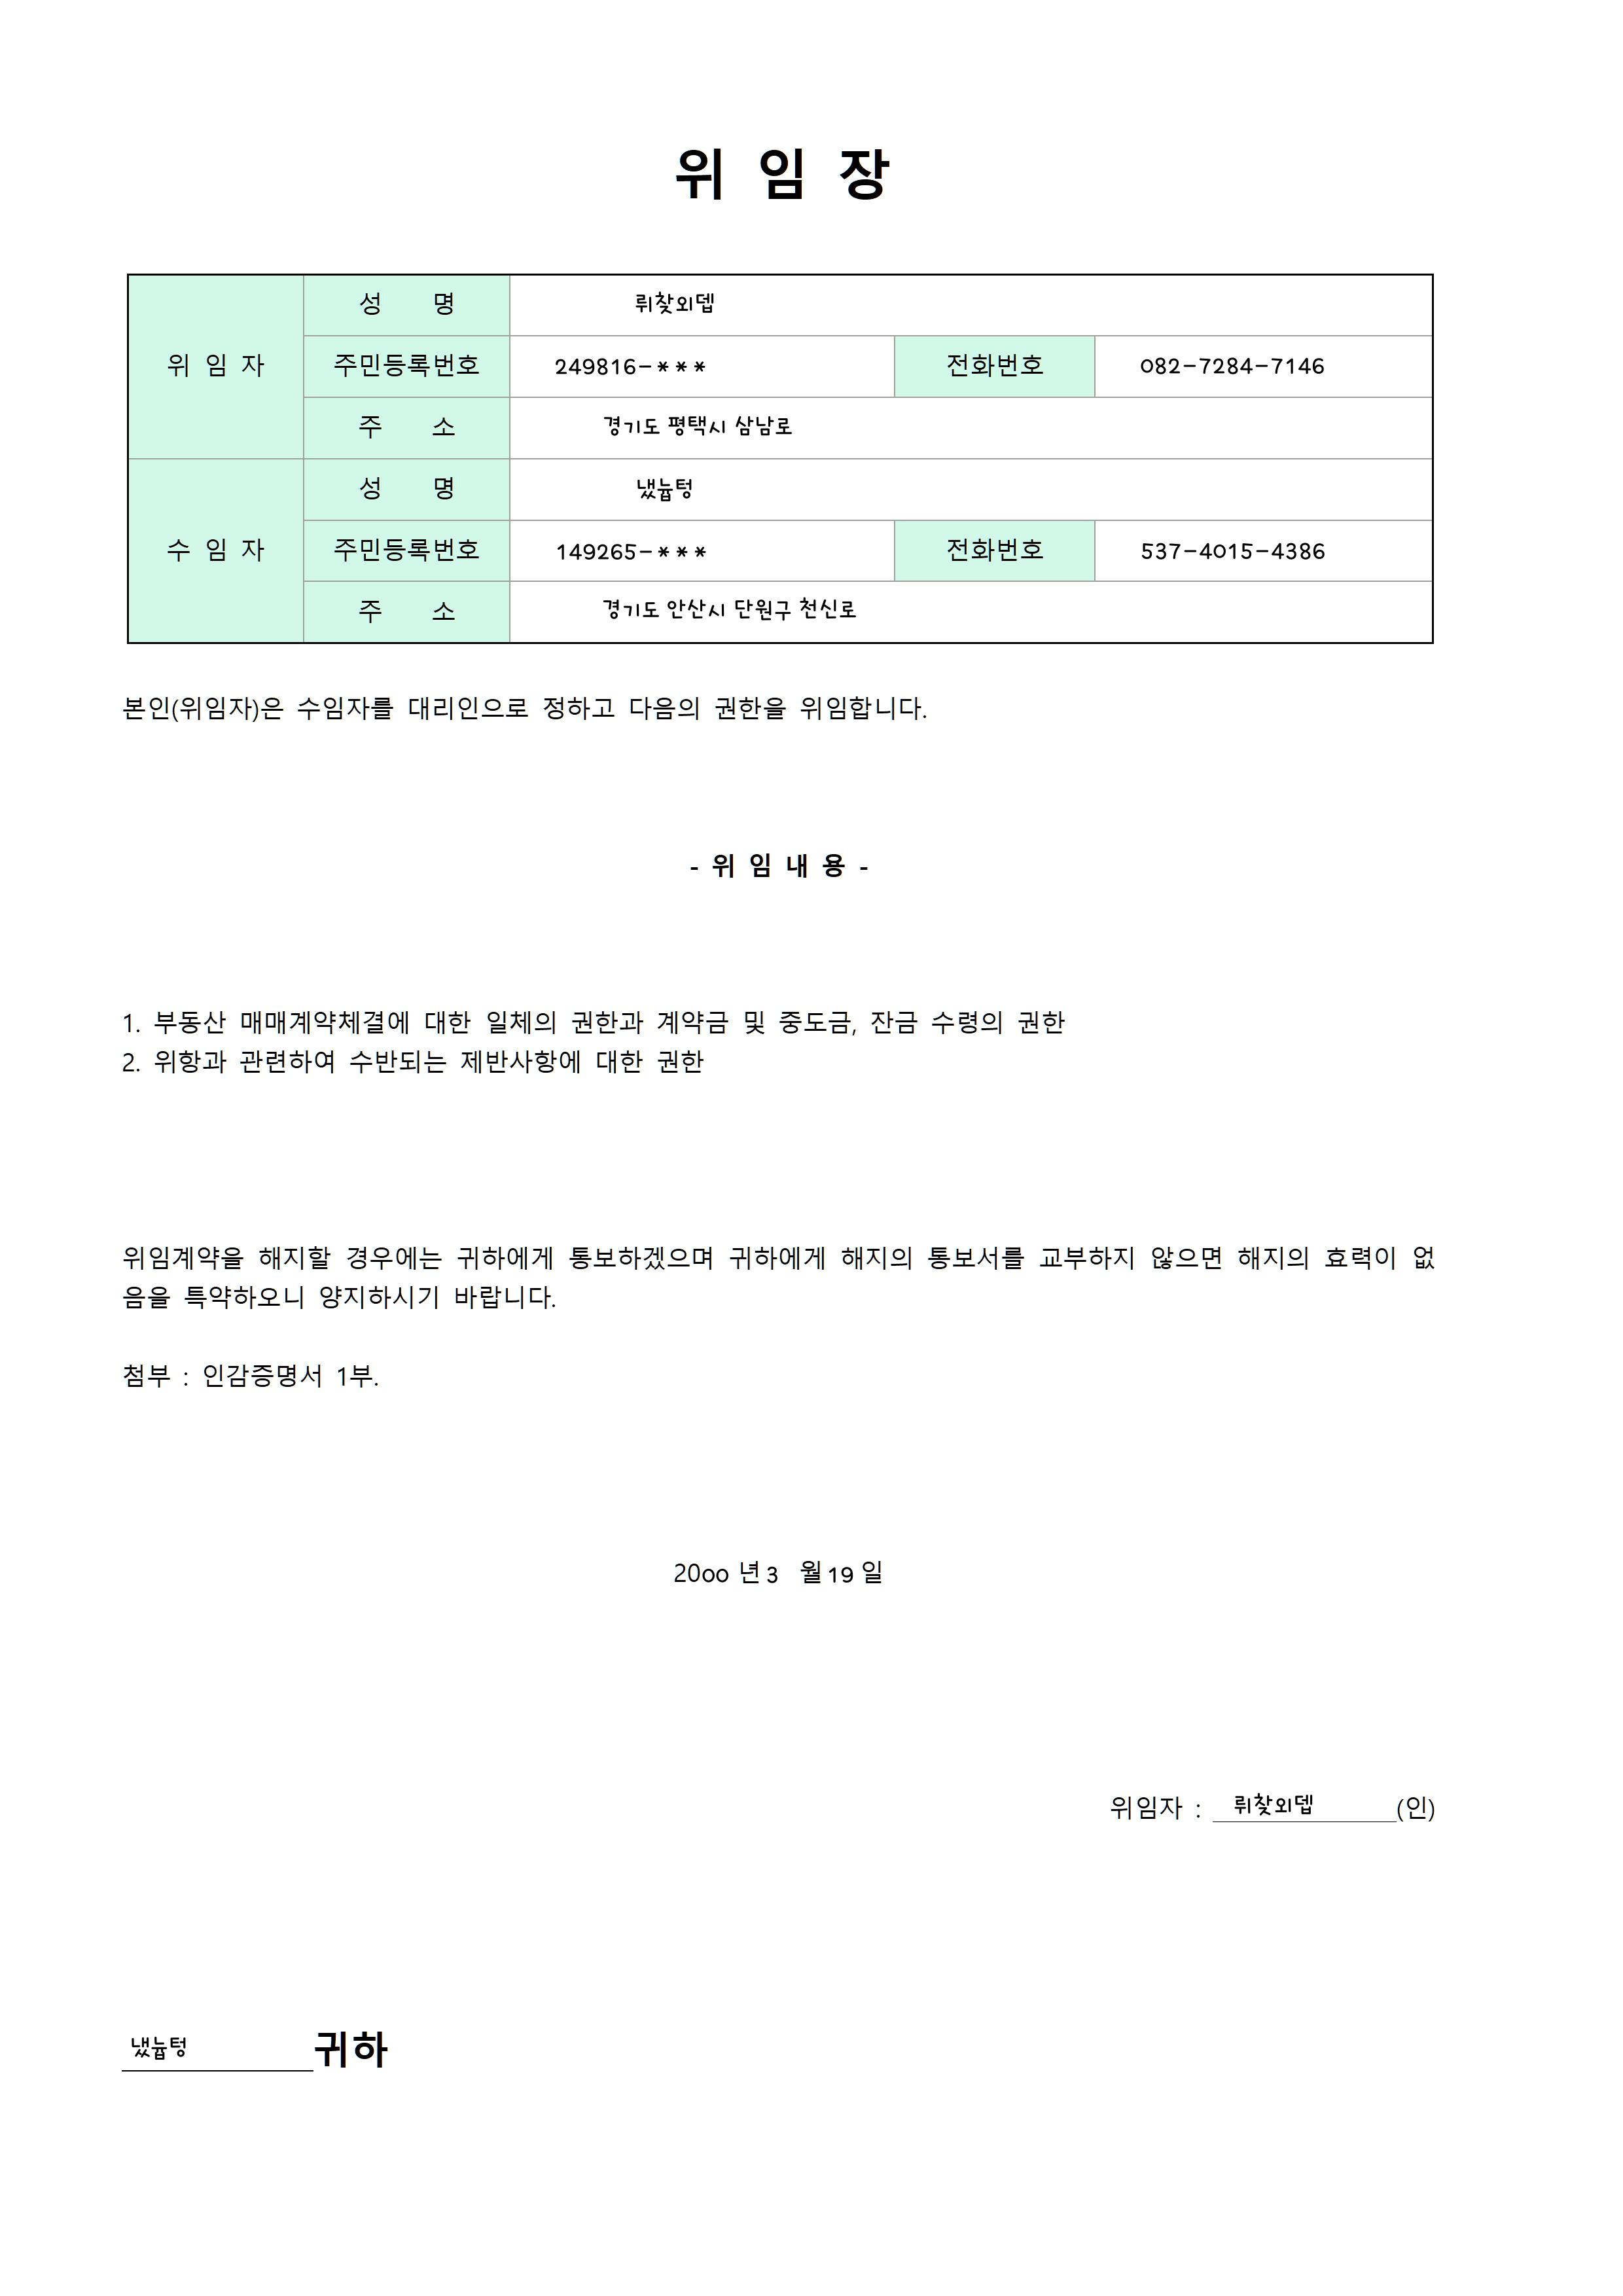 위 임 장
위 임 자
성 명 뤼찾외뎁
주민등록번호 249816-*** 전화번호 082-7284-7146
주 소 경기도 평택시 삼남로
수 임 자
성 명 냈늅텅
주민등록번호 149265-*** 전화번호 537-4015-4386
주 소 경기도 안산시 단원구 천신로
본인(위임자)은 수임자를 대리인으로 정하고 다음의 권한을 위임합니다.
- 위 임 내 용 -
1. 부동산 매매계약체결에 대한 일체의 권한과 계약금 및 중도금, 잔금 수령의 권한
2. 위항과 관련하여 수반되는 제반사항에 대한 권한
위임계약을 해지할 경우에는 귀하에게 통보하겠으며 귀하에게 해지의 통보서를 교부하지 않으면 해지의 효력이 없
음을 특약하오니 양지하시기 바랍니다.
첨부 : 인감증명서 1부.
20oo 년 3 월 19 일
위임자 : 뤼찾외뎁 (인)
냈늅텅 귀하